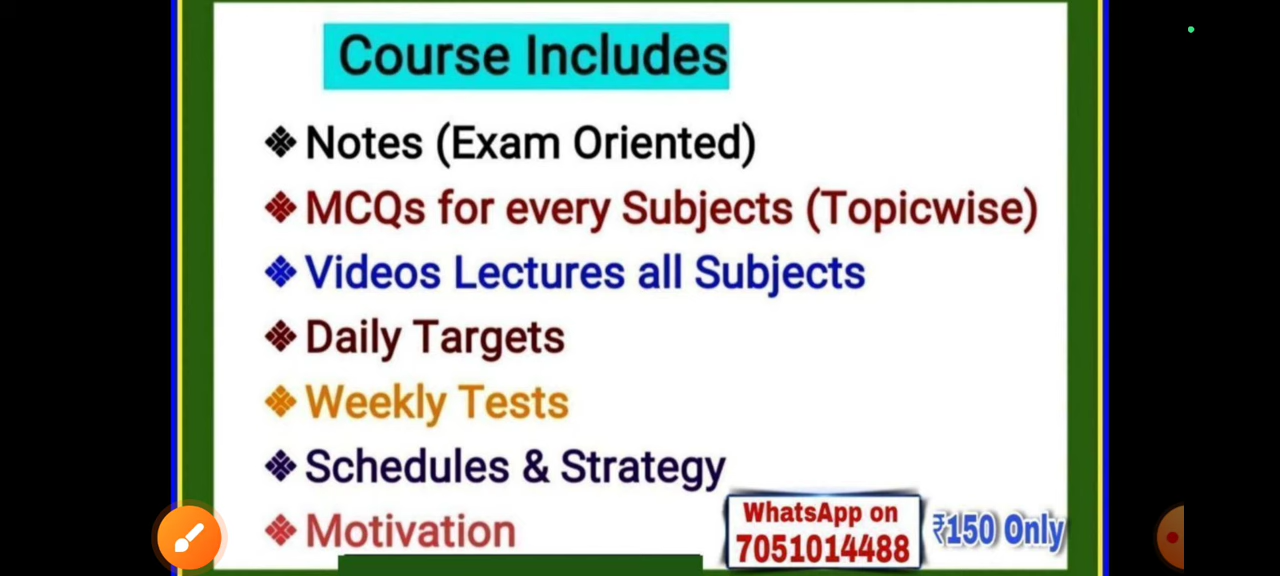 Course Includes
❖ Notes (Exam Oriented)
❖ MCQs for every Subjects (Topicwise)
❖ Videos Lectures all Subjects
❖ Daily Targets
❖ Weekly Tests
❖ Schedules & Strategy
❖ Motivation
WhatsApp on
7051014488
₹150 Only